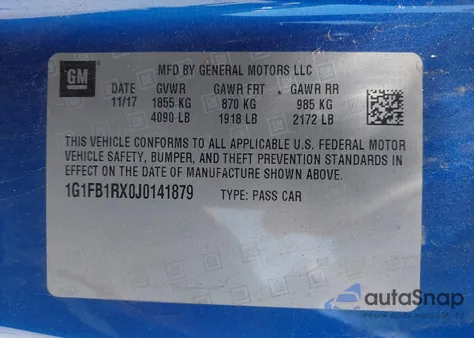 GM
MFD BY GENERAL MOTORS LLC
DATE GVWR GAWR FRT GAWR RR
11/17 1855 KG 870 KG 985 KG
4090 LB 1918 LB 2172 LB
THIS VEHICLE CONFORMS TO ALL APPLICABLE U.S. FEDERAL MOTOR
VEHICLE SAFETY, BUMPER, AND THEFT PREVENTION STANDARDS IN
EFFECT ON THE DATE OF MANUFACTURE SHOWN ABOVE.
1G1FB1RX0J0141879 TYPE: PASS CAR
autoSnap